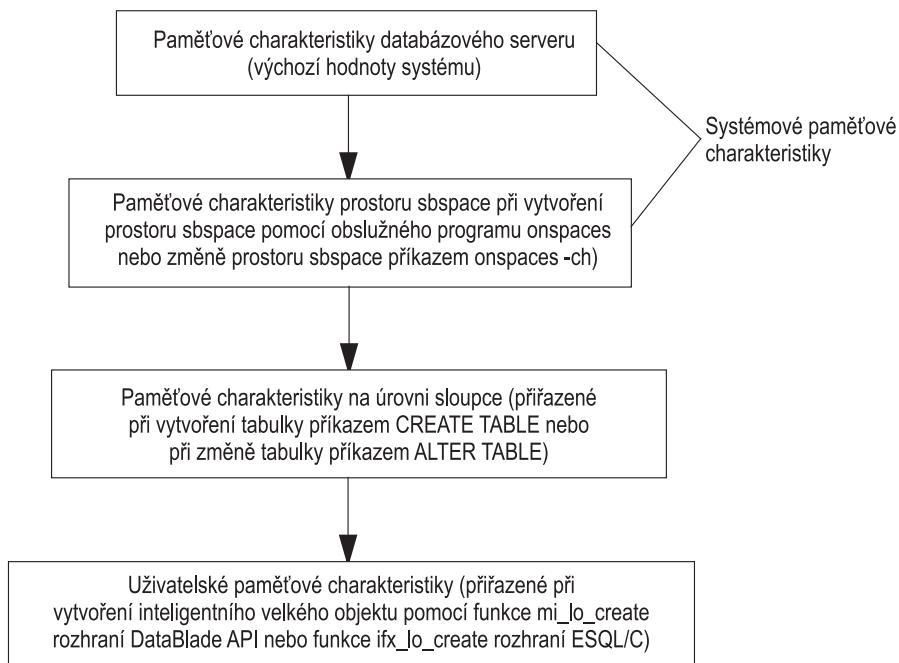 Paměťové charakteristiky databázového serveru
(výchozí hodnoty systému)
Systémové paměťové
charakteristiky
Paměťové charakteristiky prostoru sbspace při vytvoření
prostoru sbspace pomocí obslužného programu onspaces
nebo změně prostoru sbspace příkazem onspaces -ch)
Paměťové charakteristiky na úrovni sloupce (přiřazené
při vytvoření tabulky příkazem CREATE TABLE nebo
při změně tabulky příkazem ALTER TABLE)
Uživatelské paměťové charakteristiky (přiřazené při
vytvoření inteligentního velkého objektu pomocí funkce mi_lo_create
rozhraní DataBlade API nebo funkce ifx_lo_create rozhraní ESQL/C)